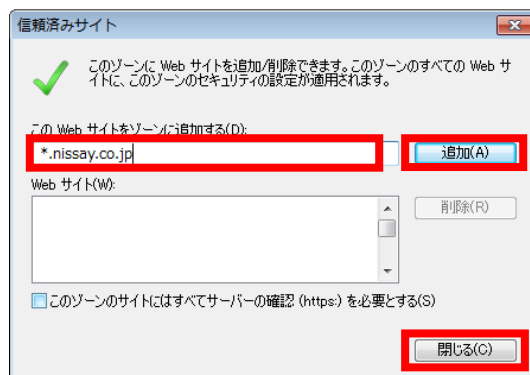 信頼済みサイト
このゾーンに Web サイトを追加/削除できます。このゾーンのすべての Web サ
イトに、このゾーンのセキュリティの設定が適用されます。
この Web サイトをゾーンに追加する(D):
*.nissay.co.jp
追加(A)
Web サイト(W):
削除(R)
このゾーンのサイトにはすべてサーバーの確認 (https:) を必要とする(S)
閉じる(C)